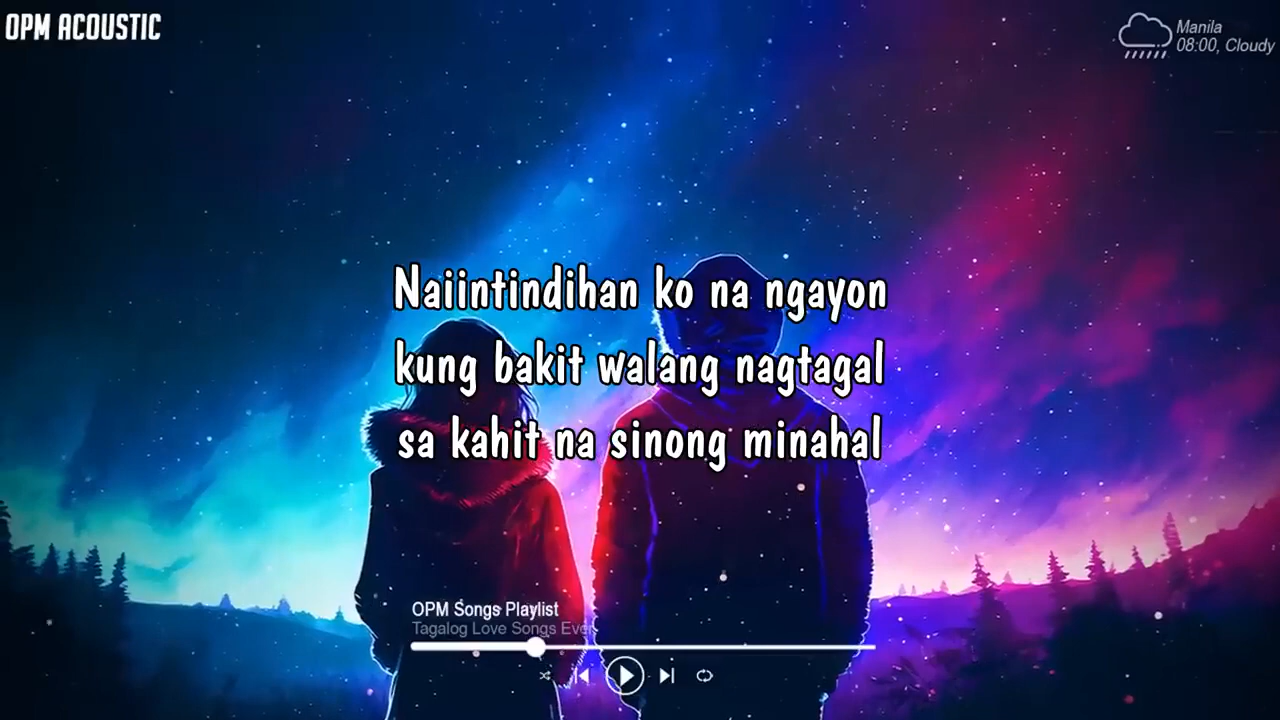 OPM ACOUSTIC
Manila
08:00, Cloudy
Naiintindihan ko na ngayon
kung bakit walang nagtagal
sa kahit na sinong minahal
OPM Songs Playlist
Tagalog Love Songs Ever